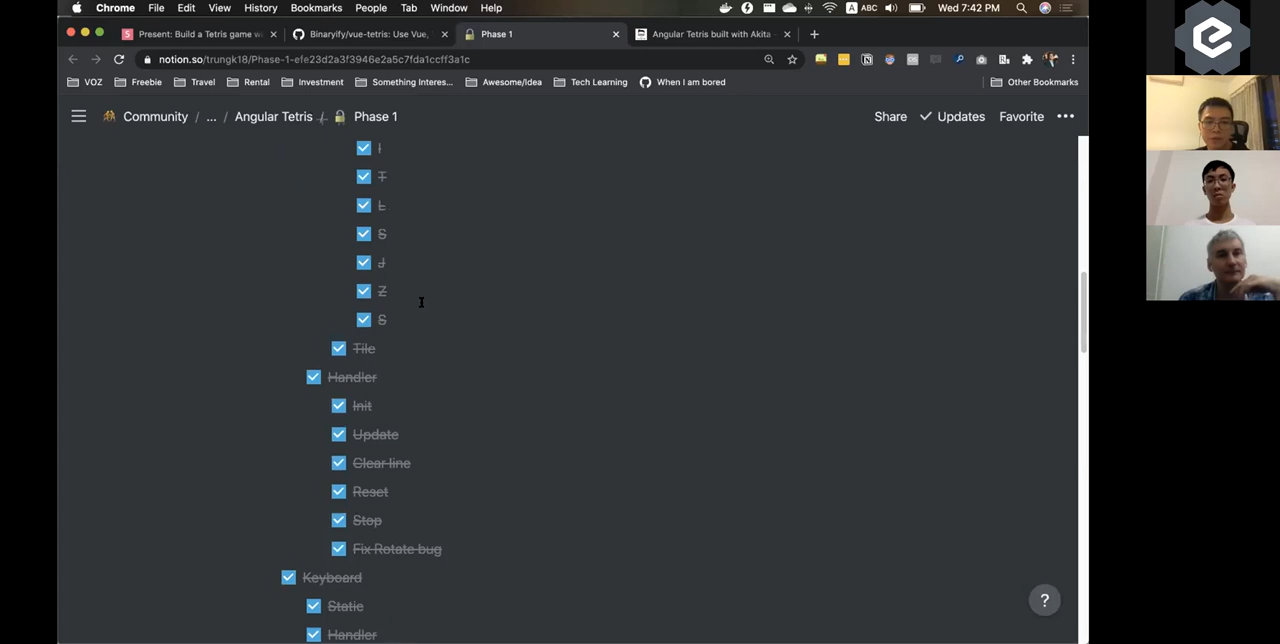 Chrome File Edit View History Bookmarks People Tab Window Help A ABC Wed 7:42 PM
S Present: Build a Tetris game w Binaryify/vue-tetris: Use Vue, Phase 1 Angular Tetris built with Akita
notion.so/trungk18/Phase-1-efe23d2a3f3946e2a5c7fda1ccff3a1c
VOZ Freebie Travel Rental Investment Something Interes... Awesome/Idea Tech Learning When I am bored Other Bookmarks
Community / ... / Angular Tetris / Phase 1 Share Updates Favorite
I
T
L
S
J
Z
S
Tile
Handler
Init
Update
Clear line
Reset
Stop
Fix Rotate bug
Keyboard
Static
Handler
?